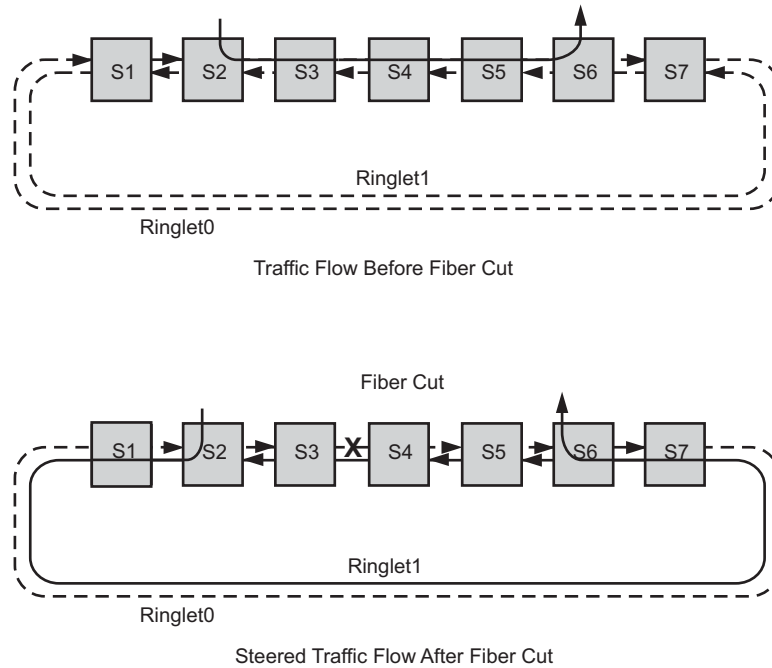 S1 S2 S3 S4 S5 S6 S7
Ringlet1
Ringlet0
Traffic Flow Before Fiber Cut
Fiber Cut
X
S1 S2 S3 S4 S5 S6 S7
Ringlet1
Ringlet0
Steered Traffic Flow After Fiber Cut